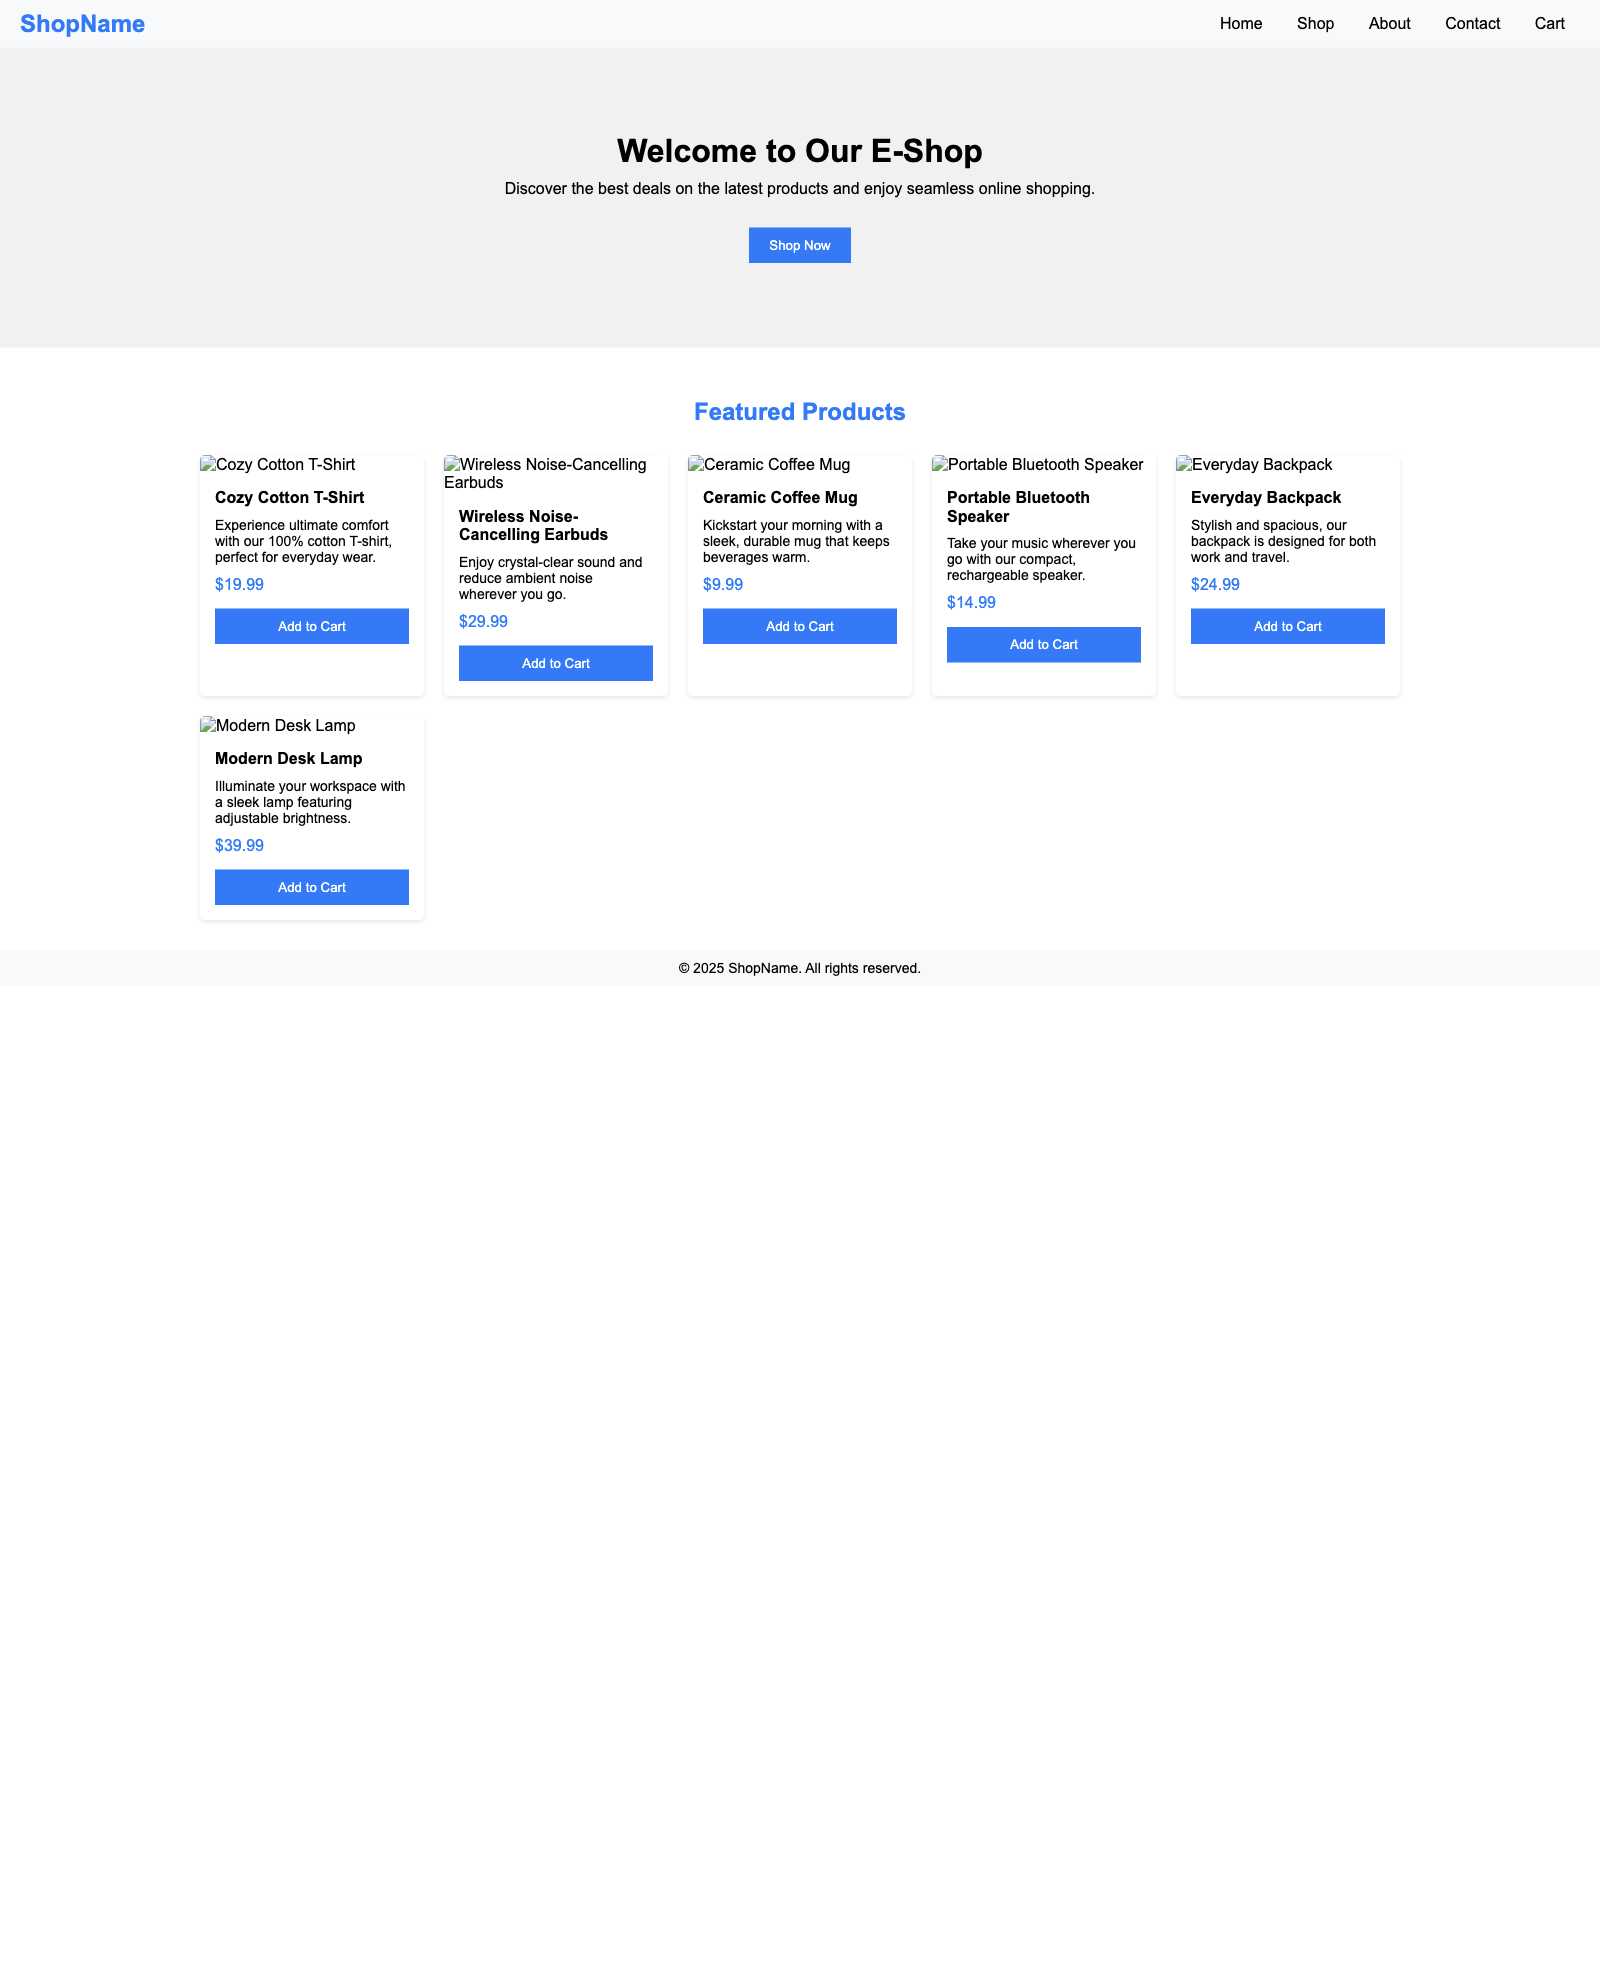 ShopName
Home Shop About Contact Cart
Welcome to Our E-Shop
Discover the best deals on the latest products and enjoy seamless online shopping.
Shop Now
Featured Products
Cozy Cotton T-Shirt
Cozy Cotton T-Shirt
Experience ultimate comfort
with our 100% cotton T-shirt,
perfect for everyday wear.
$19.99
Add to Cart
Wireless Noise-Cancelling
Earbuds
Wireless Noise-
Cancelling Earbuds
Enjoy crystal-clear sound and
reduce ambient noise
wherever you go.
$29.99
Add to Cart
Ceramic Coffee Mug
Ceramic Coffee Mug
Kickstart your morning with a
sleek, durable mug that keeps
beverages warm.
$9.99
Add to Cart
Portable Bluetooth Speaker
Portable Bluetooth
Speaker
Take your music wherever you
go with our compact,
rechargeable speaker.
$14.99
Add to Cart
Everyday Backpack
Everyday Backpack
Stylish and spacious, our
backpack is designed for both
work and travel.
$24.99
Add to Cart
Modern Desk Lamp
Modern Desk Lamp
Illuminate your workspace with
a sleek lamp featuring
adjustable brightness.
$39.99
Add to Cart
© 2025 ShopName. All rights reserved.